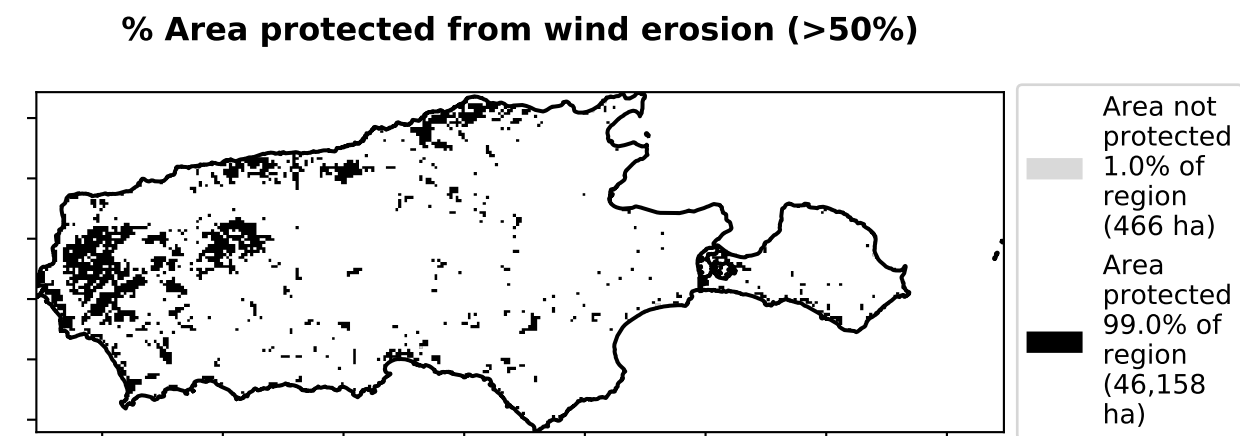 % Area protected from wind erosion (>50%)
Area not
protected
1.0% of
region
(466 ha)
Area
protected
99.0% of
region
(46,158
ha)